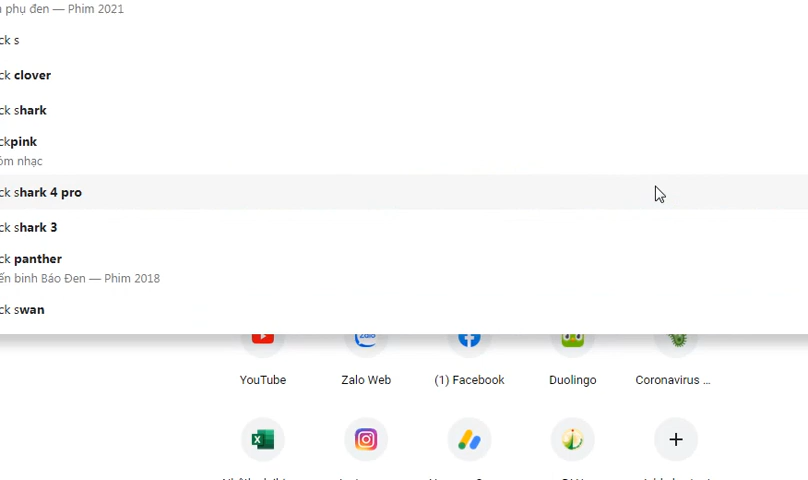 phụ đen — Phim 2021
ck s
ck clover
ck shark
ckpink
óm nhạc
ck shark 4 pro
ck shark 3
ck panther
ến binh Báo Đen — Phim 2018
ck swan
Zalo
YouTube
Zalo Web
(1) Facebook
Duolingo
Coronavirus ...